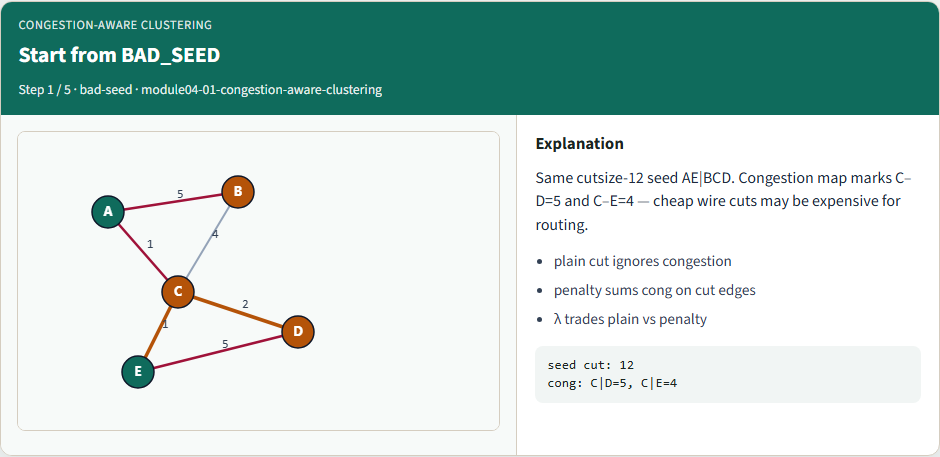 CONGESTION-AWARE CLUSTERING
Start from BAD_SEED
Step 1 / 5 · bad-seed · module04-01-congestion-aware-clustering
5
B
A
4
1
C
2
1
D
5
E
Explanation
Same cutsize-12 seed AE|BCD. Congestion map marks C–
D=5 and C–E=4 — cheap wire cuts may be expensive for
routing.
• plain cut ignores congestion
• penalty sums cong on cut edges
• λ trades plain vs penalty
seed cut: 12
cong: C|D=5, C|E=4